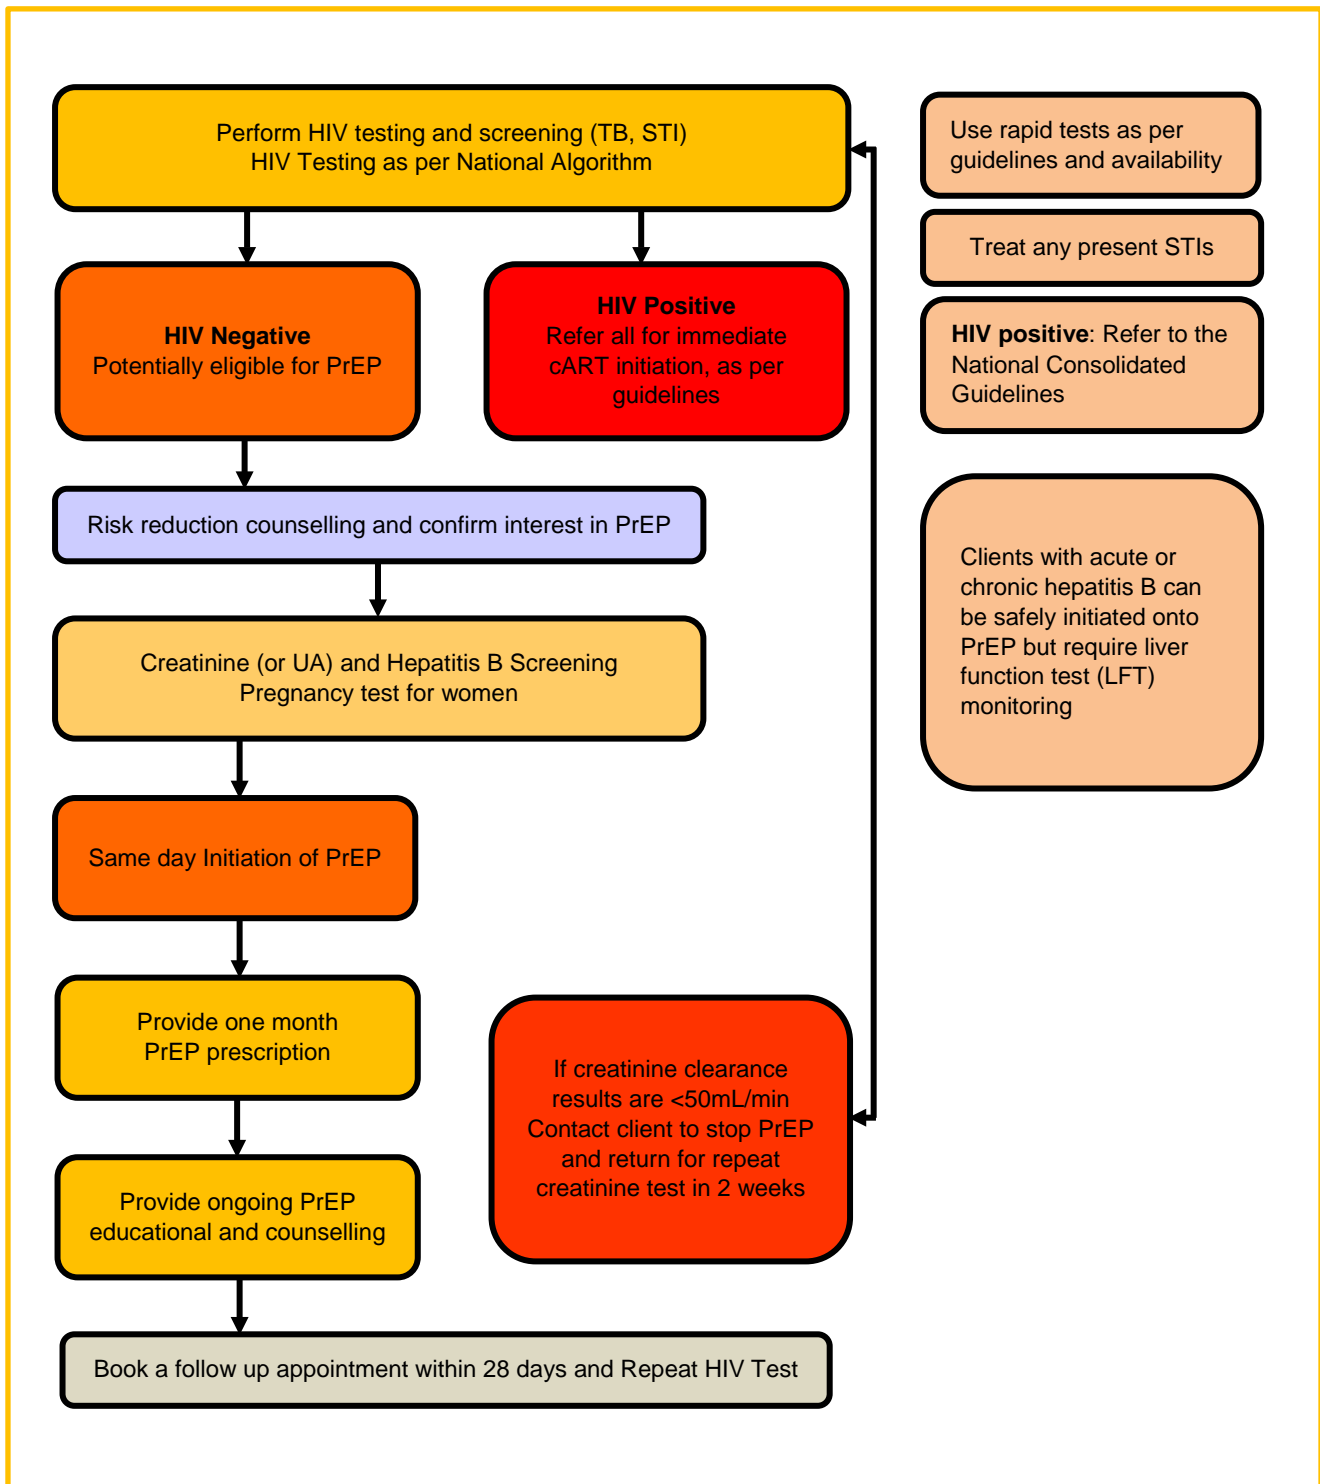 Perform HIV testing and screening (TB, STI)
HIV Testing as per National Algorithm
Use rapid tests as per
guidelines and availability
Treat any present STIs
HIV Negative
Potentially eligible for PrEP
HIV Positive
Refer all for immediate
cART initiation, as per
guidelines
HIV positive: Refer to the
National Consolidated
Guidelines
Risk reduction counselling and confirm interest in PrEP
Clients with acute or
chronic hepatitis B can
be safely initiated onto
PrEP but require liver
function test (LFT)
monitoring
Creatinine (or UA) and Hepatitis B Screening
Pregnancy test for women
Same day Initiation of PrEP
Provide one month
PrEP prescription
If creatinine clearance
results are <50mL/min
Contact client to stop PrEP
and return for repeat
creatinine test in 2 weeks
Provide ongoing PrEP
educational and counselling
Book a follow up appointment within 28 days and Repeat HIV Test